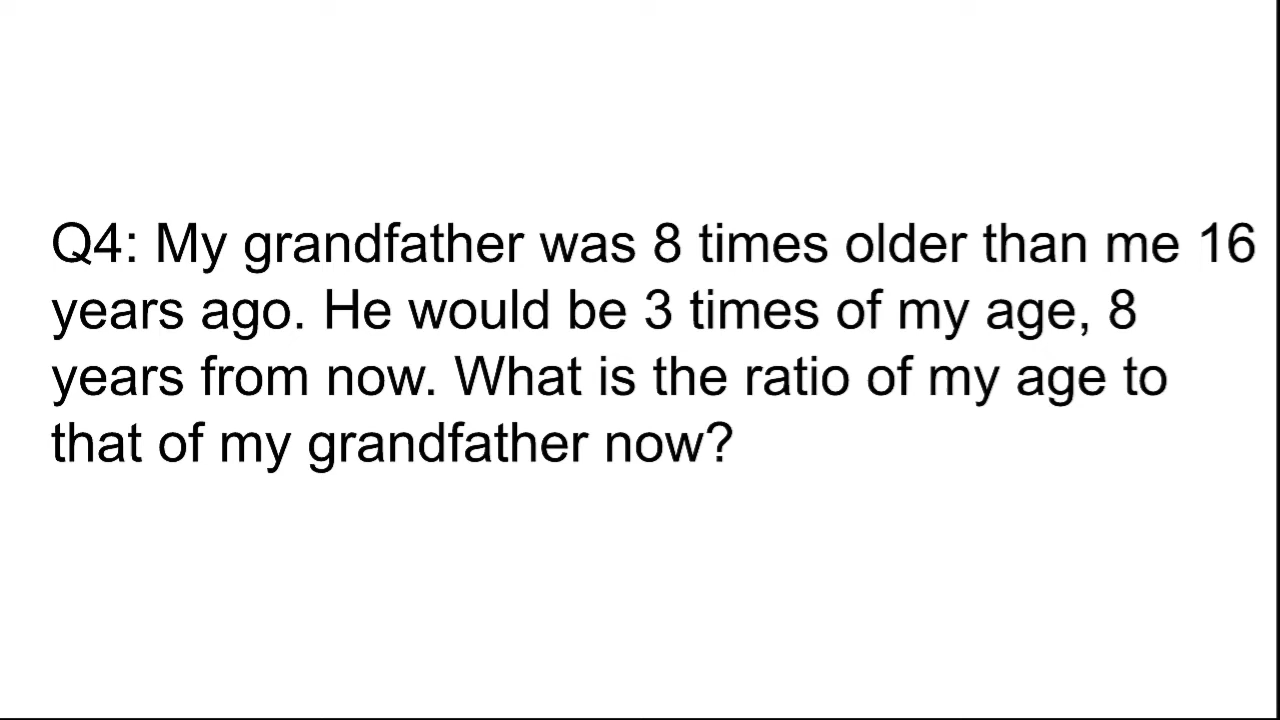 Q4: My grandfather was 8 times older than me 16
years ago. He would be 3 times of my age, 8
years from now. What is the ratio of my age to
that of my grandfather now?